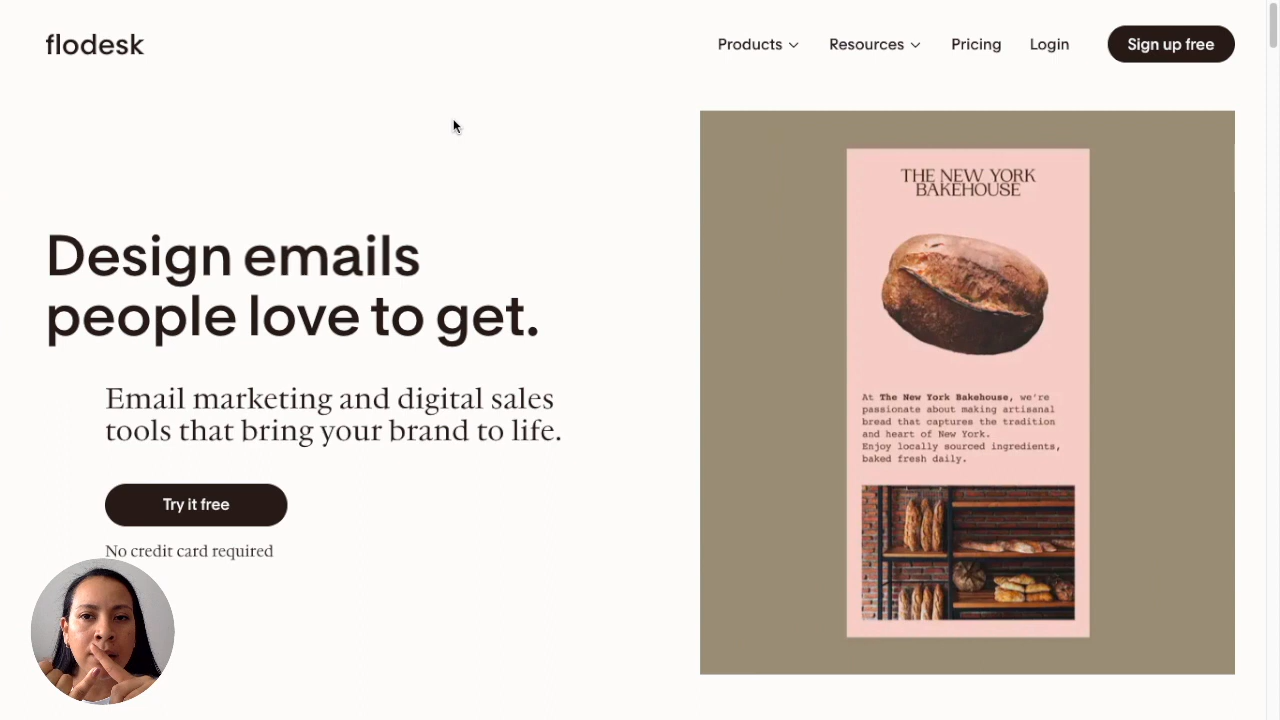 flodesk
Products
Resources
Pricing
Login
Sign up free
Design emails
people love to get.
Email marketing and digital sales
tools that bring your brand to life.
Try it free
No credit card required
THE NEW YORK
BAKEHOUSE
At The New York Bakehouse, we're
passionate about making artisanal
bread that captures the tradition
and heart of New York.
Enjoy locally sourced ingredients,
baked fresh daily.